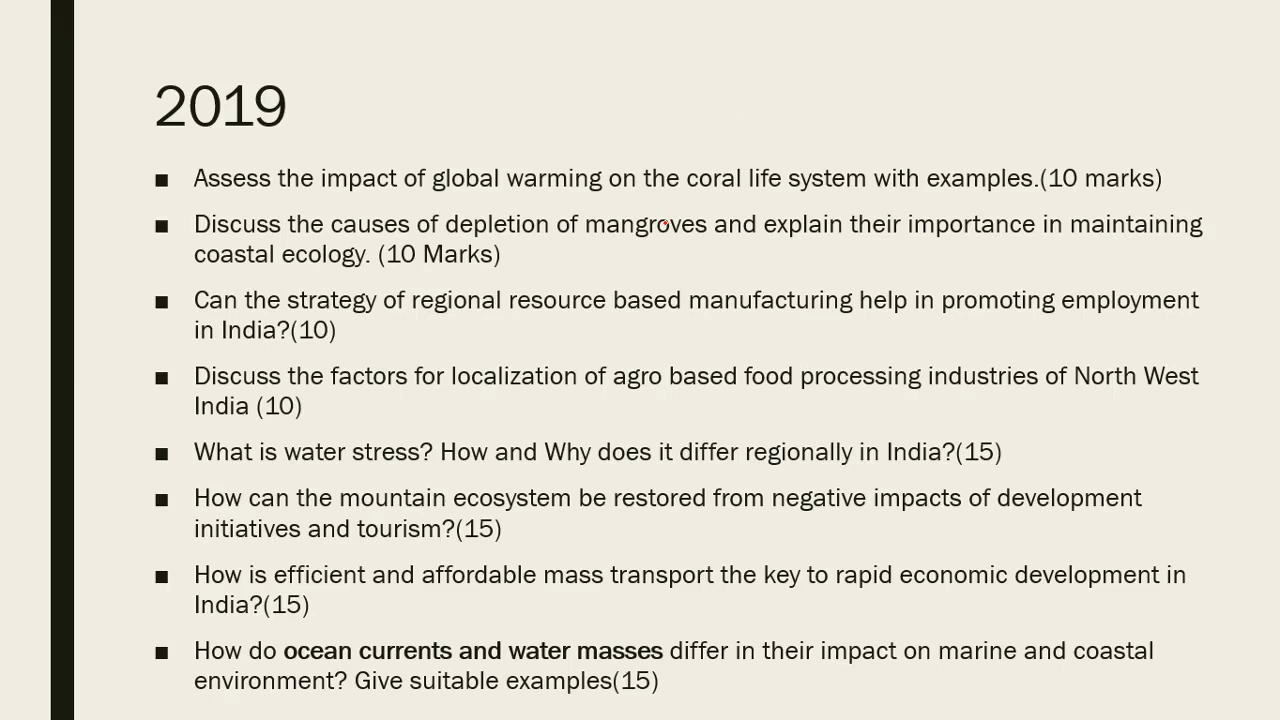 2019
■ Assess the impact of global warming on the coral life system with examples.(10 marks)
■ Discuss the causes of depletion of mangroves and explain their importance in maintaining
coastal ecology. (10 Marks)
■ Can the strategy of regional resource based manufacturing help in promoting employment
in India?(10)
■ Discuss the factors for localization of agro based food processing industries of North West
India (10)
■ What is water stress? How and Why does it differ regionally in India?(15)
■ How can the mountain ecosystem be restored from negative impacts of development
initiatives and tourism?(15)
■ How is efficient and affordable mass transport the key to rapid economic development in
India?(15)
■ How do ocean currents and water masses differ in their impact on marine and coastal
environment? Give suitable examples(15)